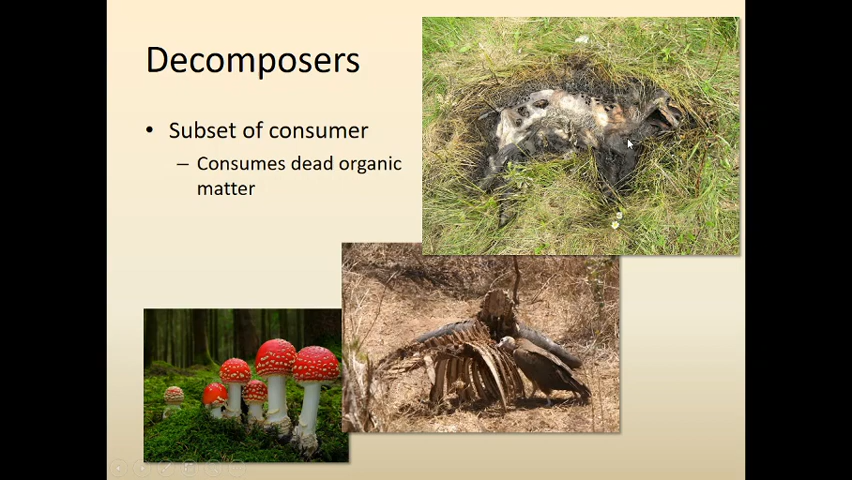 Decomposers
• Subset of consumer
– Consumes dead organic
matter